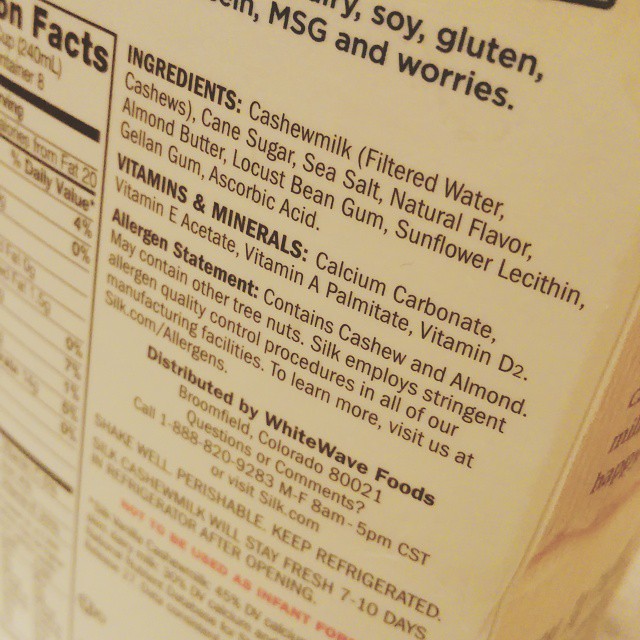 on Facts
(240mL)
8
from Fat 20
% Daily Value*
4%
0%
soy, gluten,
MSG and worries.
INGREDIENTS: Cashewmilk (Filtered Water,
Cashews), Cane Sugar, Sea Salt, Natural Flavor,
Almond Butter, Locust Bean Gum, Sunflower Lecithin,
Gellan Gum, Ascorbic Acid.
VITAMINS & MINERALS: Calcium Carbonate,
Vitamin E Acetate, Vitamin A Palmitate, Vitamin D2.
Allergen Statement: Contains Cashew and Almond.
May contain other tree nuts. Silk employs stringent
allergen quality control procedures in all of our
manufacturing facilities. To learn more, visit us at
Silk.com/Allergens.
Distributed by WhiteWave Foods
Broomfield, Colorado 80021
Questions or Comments?
Call 1-888-820-9283 M-F 8am-5pm CST
or visit Silk.com
SHAKE WELL. PERISHABLE. KEEP REFRIGERATED.
SILK CASHEWMILK WILL STAY FRESH 7-10 DAYS
IN REFRIGERATOR AFTER OPENING.
NOT TO BE USED AS INFANT FOR